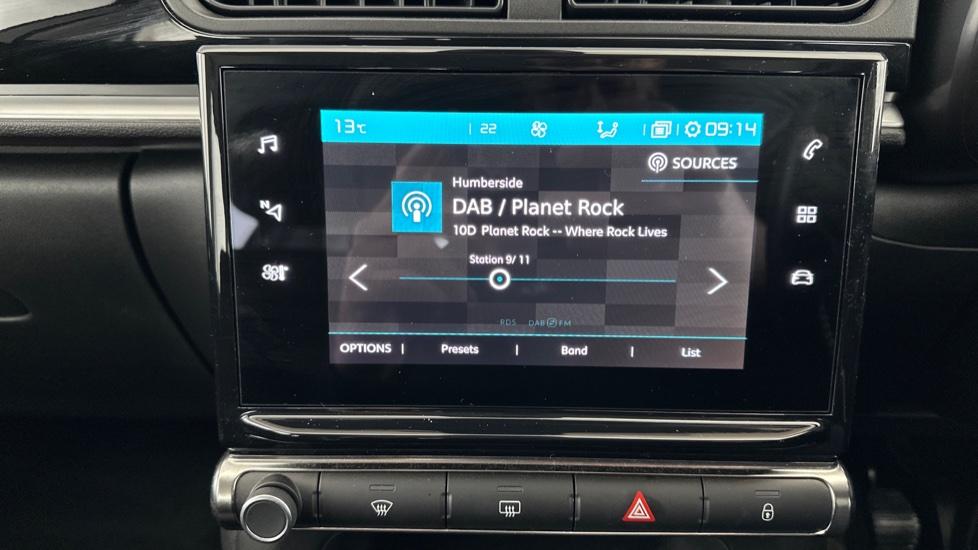 13°C | 22 | | 09:14
SOURCES
N
Humberside
DAB / Planet Rock
10D Planet Rock -- Where Rock Lives
Station 9/ 11
RDS DAB FM
OPTIONS | Presets | Band | List